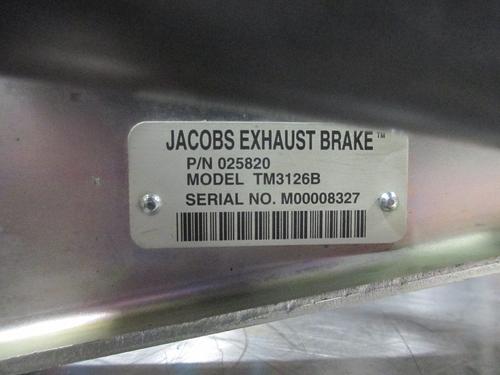 JACOBS EXHAUST BRAKE™
P/N 025820
MODEL TM3126B
SERIAL NO. M00008327